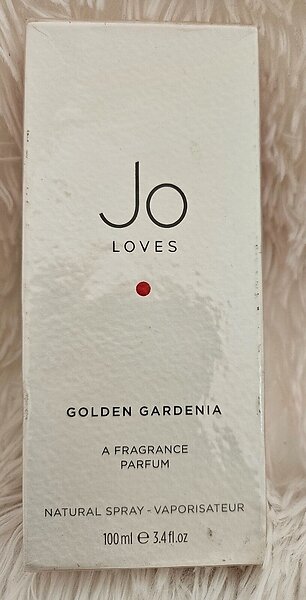 Jo
LOVES
GOLDEN GARDENIA
A FRAGRANCE
PARFUM
NATURAL SPRAY - VAPORISATEUR
100ml ℮ 3.4fl.oz